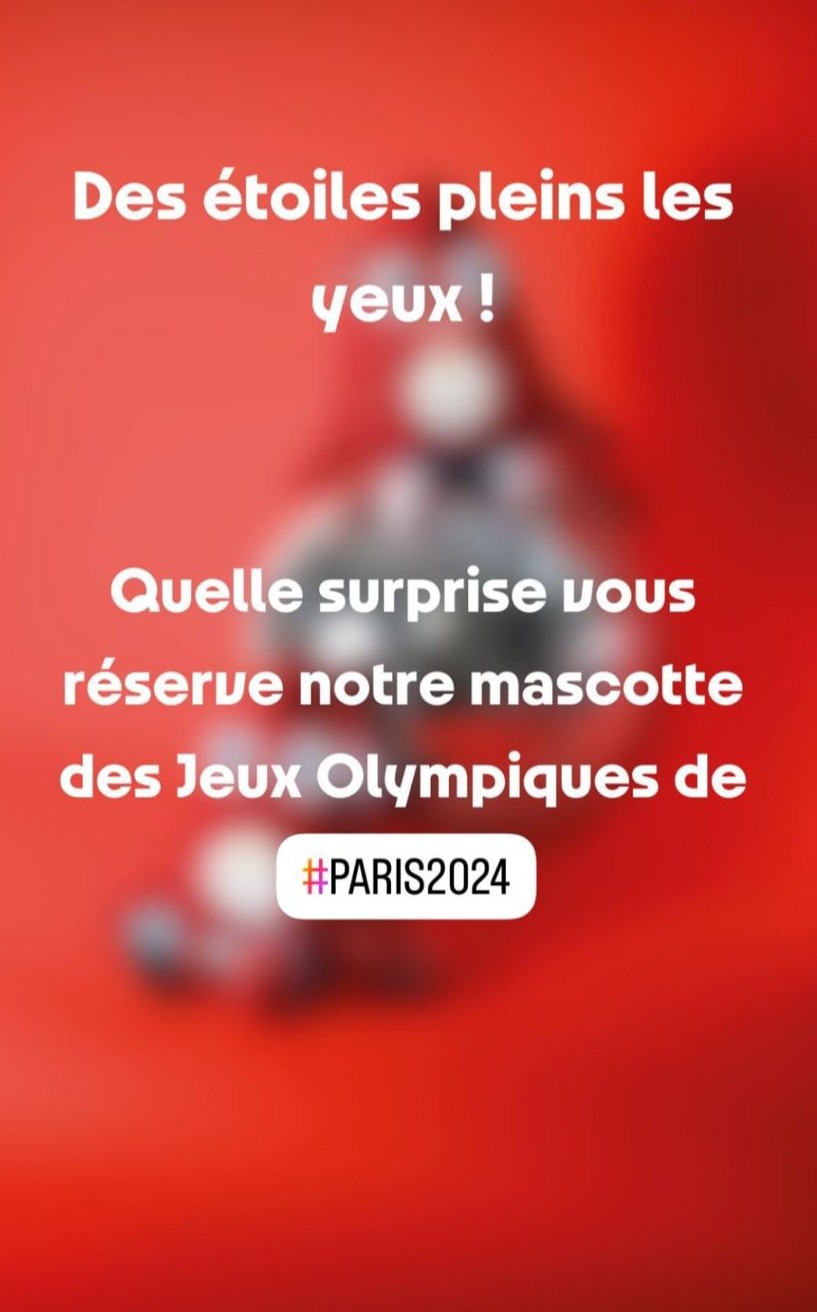 Des étoiles pleins les
yeux !
Quelle surprise vous
réserve notre mascotte
des Jeux Olympiques de
#PARIS2024